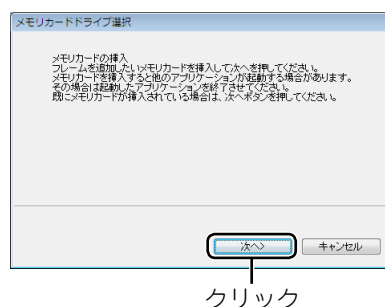 メモリカードドライブ選択
メモリカードの挿入
フレームを追加したいメモリカードを挿入して次へを押してください。
メモリカードを挿入すると他のアプリケーションが起動する場合があります。
その場合は起動したアプリケーションを終了させてください。
既にメモリカードが挿入されている場合は、次へボタンを押してください。
次へ> キャンセル
クリック